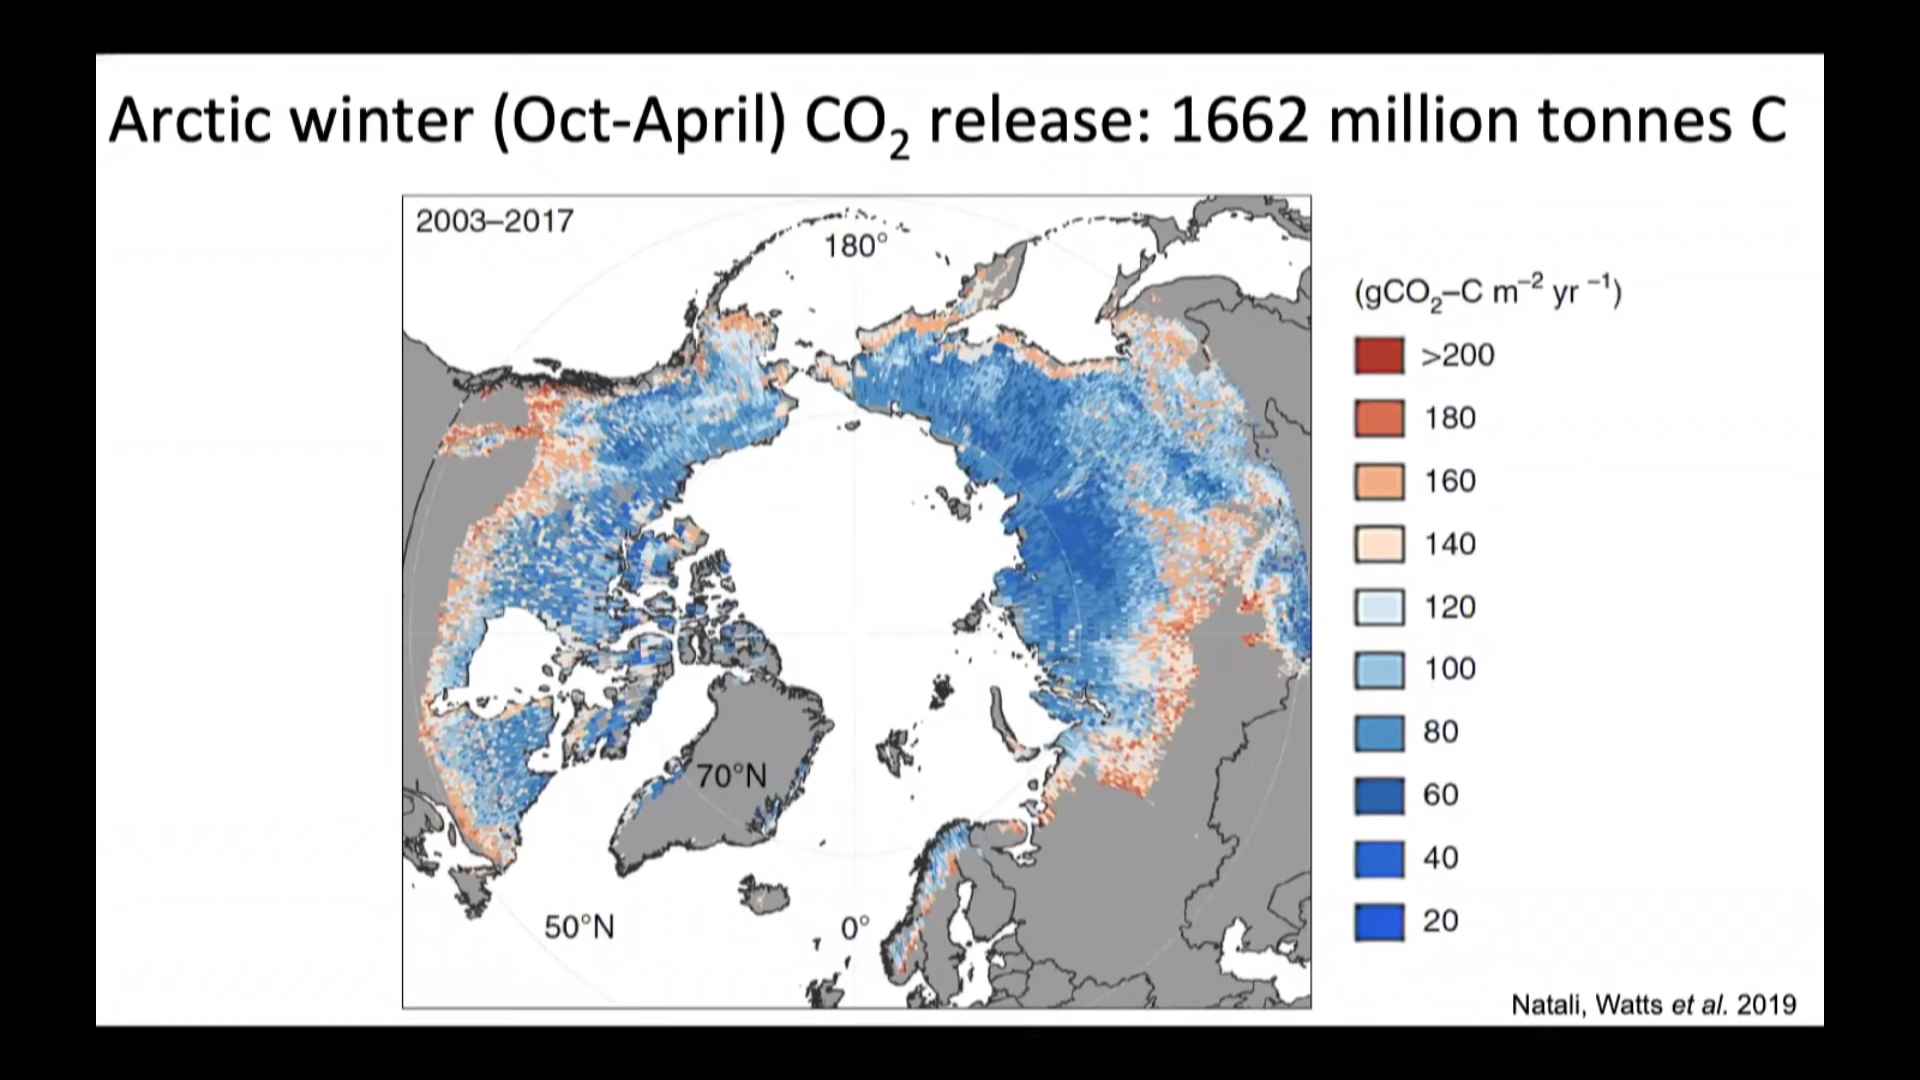 Arctic winter (Oct-April) CO₂ release: 1662 million tonnes C
2003–2017
180°
70°N
50°N
0°
(gCO₂–C m⁻² yr ⁻¹)
>200
180
160
140
120
100
80
60
40
20
Natali, Watts et al. 2019